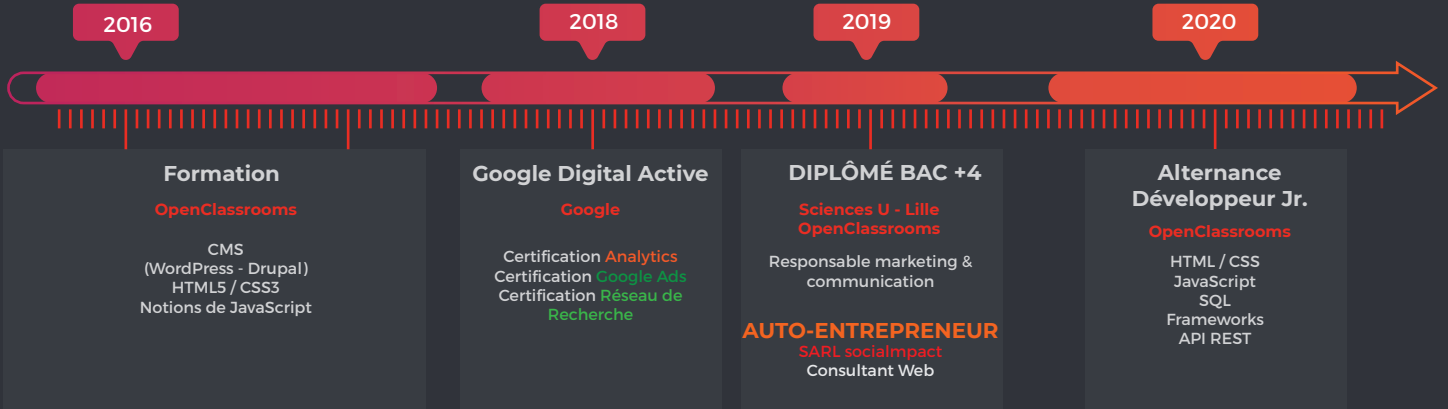 2016
2018
2019
2020
Formation
OpenClassrooms
CMS
(WordPress - Drupal)
HTML5 / CSS3
Notions de JavaScript
Google Digital Active
Google
Certification Analytics
Certification Google Ads
Certification Réseau de
Recherche
DIPLÔMÉ BAC +4
Sciences U - Lille
OpenClassrooms
Responsable marketing &
communication
AUTO-ENTREPRENEUR
SARL socialmpact
Consultant Web
Alternance
Développeur Jr.
OpenClassrooms
HTML / CSS
JavaScript
SQL
Frameworks
API REST